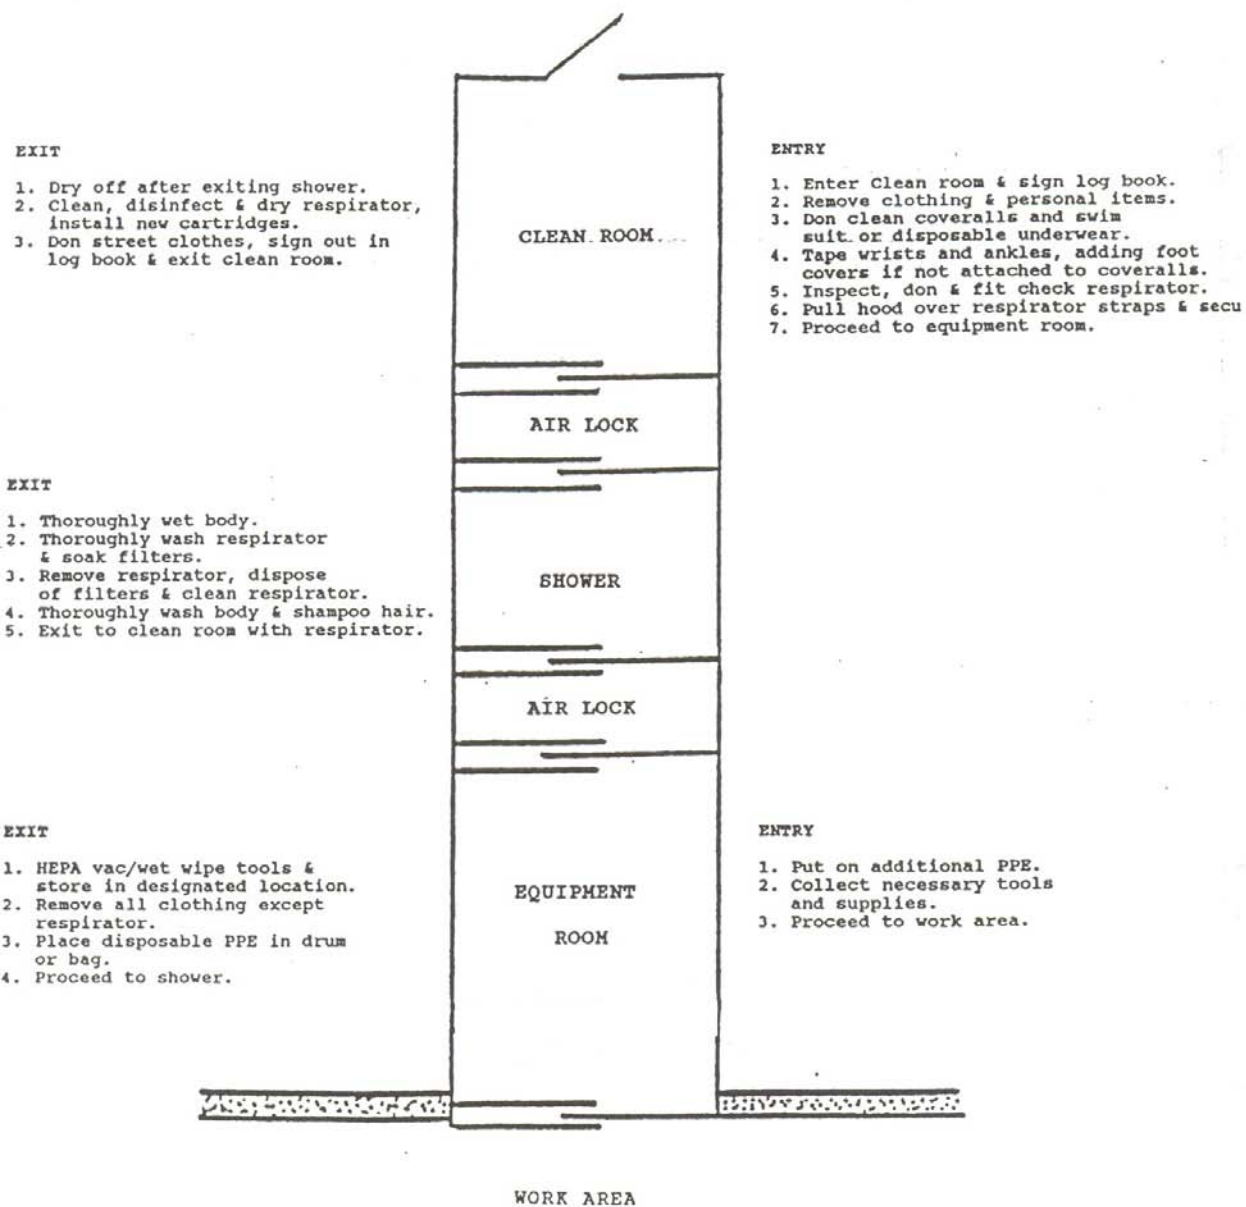 EXIT
1. Dry off after exiting shower.
2. Clean, disinfect & dry respirator,
install new cartridges.
3. Don street clothes, sign out in
log book & exit clean room.
CLEAN ROOM
ENTRY
1. Enter Clean room & sign log book.
2. Remove clothing & personal items.
3. Don clean coveralls and swim
suit or disposable underwear.
4. Tape wrists and ankles, adding foot
covers if not attached to coveralls.
5. Inspect, don & fit check respirator.
6. Pull hood over respirator straps & secu
7. Proceed to equipment room.
AIR LOCK
EXIT
1. Thoroughly wet body.
2. Thoroughly wash respirator
& soak filters.
3. Remove respirator, dispose
of filters & clean respirator.
4. Thoroughly wash body & shampoo hair.
5. Exit to clean room with respirator.
SHOWER
AIR LOCK
EXIT
1. HEPA vac/wet wipe tools &
store in designated location.
2. Remove all clothing except
respirator.
3. Place disposable PPE in drum
or bag.
4. Proceed to shower.
EQUIPMENT
ROOM
ENTRY
1. Put on additional PPE.
2. Collect necessary tools
and supplies.
3. Proceed to work area.
WORK AREA